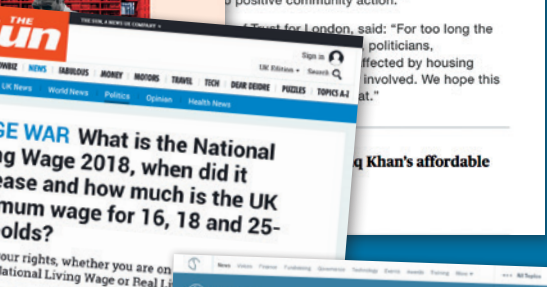 positive community action."
Trust for London, said: "For too long the
politicians,
ffected by housing
involved. We hope this
at."
q Khan's affordable
THE
un
THE SUN, A NEWS UK COMPANY
Sign in
UK Edition Search
WBIZ NEWS FABULOUS MONEY MOTORS TRAVEL TECH DEAR DEIDRE PUZZLES TOPICS A-Z
UK News World News Politics Opinion Health News
GE WAR What is the National
ng Wage 2018, when did it
ease and how much is the UK
mum wage for 16, 18 and 25-
olds?
our rights, whether you are on
National Living Wage or Real Li
News Voices Finance Fundraising Governance Technology Events Awards Training More
All Topics